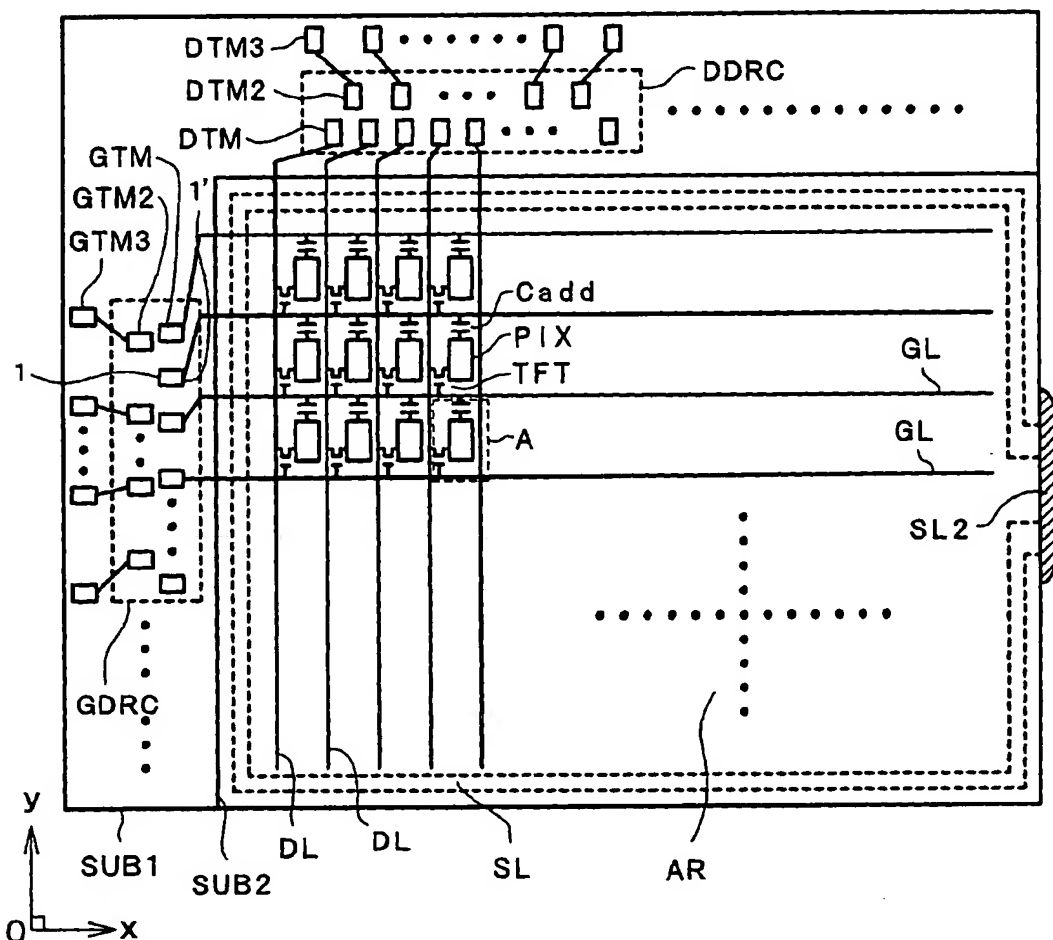 DTM3
DDRC
DTM2
DTM
GTM
1'
GTM2
GTM3
Cadd
PIX
1
TFT
GL
A
GL
SL2
GDRC
y
DL
DL
SL
AR
SUB1
SUB2
O
x